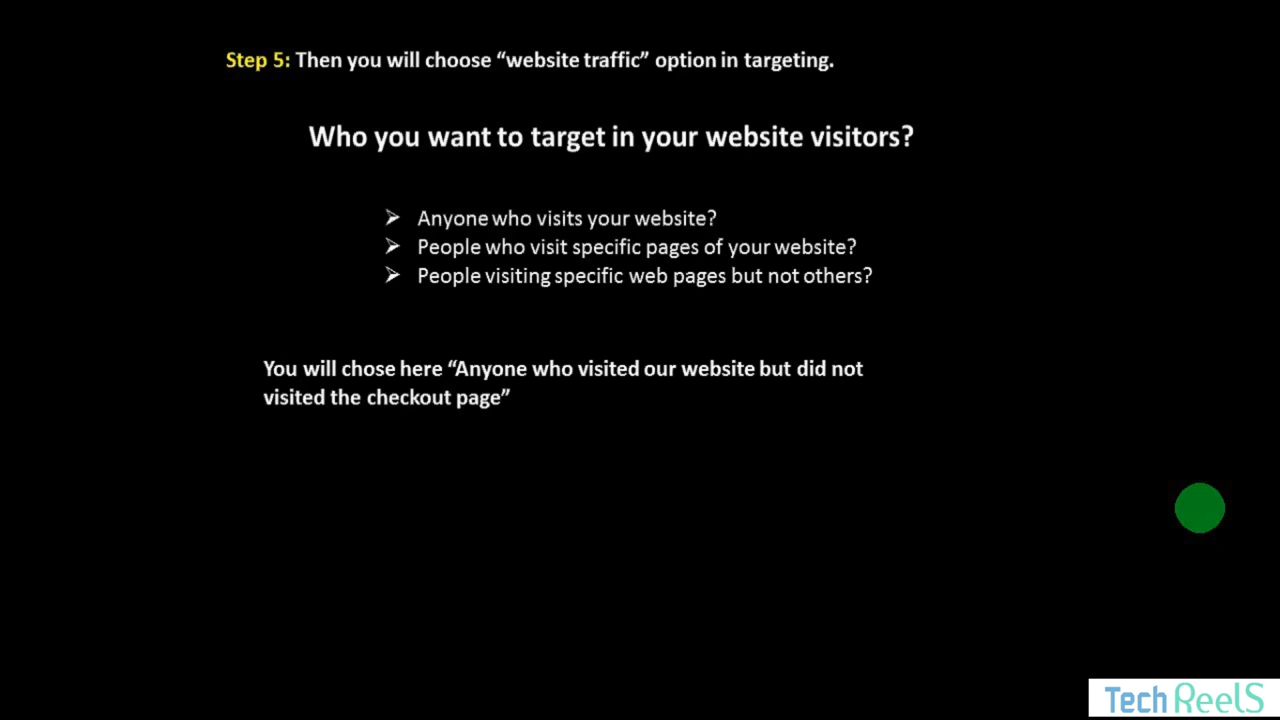 Step 5: Then you will choose “website traffic” option in targeting.
Who you want to target in your website visitors?
➢ Anyone who visits your website?
➢ People who visit specific pages of your website?
➢ People visiting specific web pages but not others?
You will chose here “Anyone who visited our website but did not
visited the checkout page”
Tech ReelS